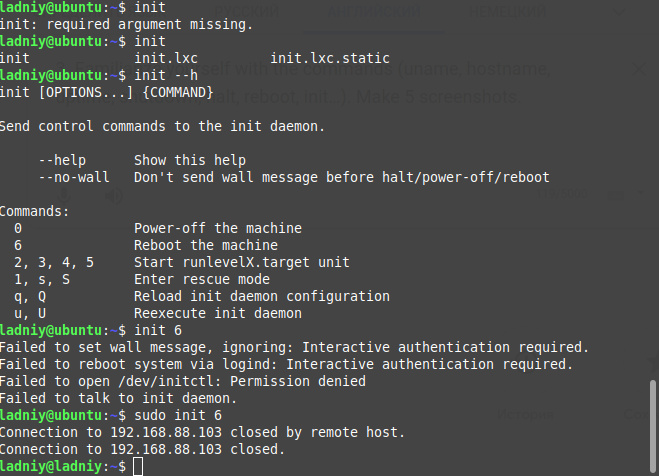 ladniy@ubuntu:~$ init
init: required argument missing.
ladniy@ubuntu:~$ init
init             init.lxc         init.lxc.static
ladniy@ubuntu:~$ init --h
init [OPTIONS...] {COMMAND}

Send control commands to the init daemon.

     --help      Show this help
     --no-wall   Don't send wall message before halt/power-off/reboot

Commands:
  0              Power-off the machine
  6              Reboot the machine
  2, 3, 4, 5     Start runlevelX.target unit
  1, s, S        Enter rescue mode
  q, Q           Reload init daemon configuration
  u, U           Reexecute init daemon
ladniy@ubuntu:~$ init 6
Failed to set wall message, ignoring: Interactive authentication required.
Failed to reboot system via logind: Interactive authentication required.
Failed to open /dev/initctl: Permission denied
Failed to talk to init daemon.
ladniy@ubuntu:~$ sudo init 6
Connection to 192.168.88.103 closed by remote host.
Connection to 192.168.88.103 closed.
ladniy@ladniy:~$